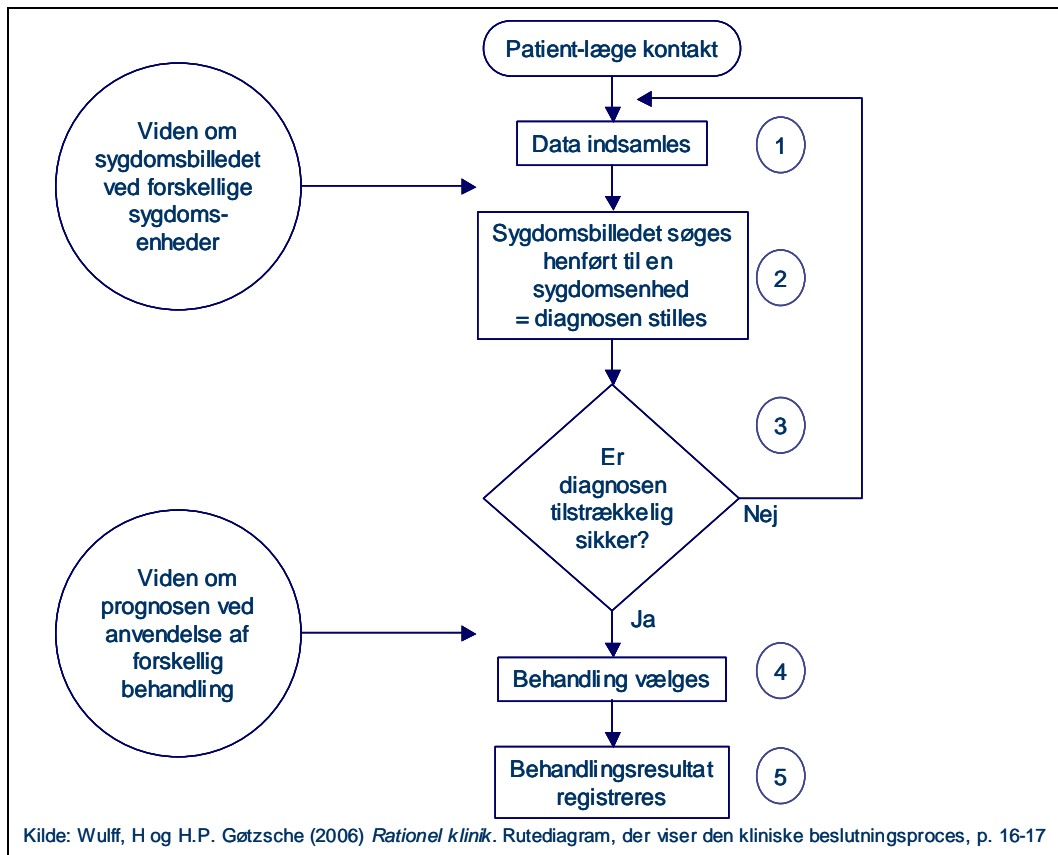 Patient-læge kontakt
Viden om
sygdomsbilledet
ved forskellige
sygdoms-
enheder
Data indsamles
1
Sygdomsbilledet søges
henført til en
sygdomsenhed
= diagnosen stilles
2
3
Er
diagnosen
tilstrækkelig
sikker?
Nej
Ja
Viden om
prognosen ved
anvendelse af
forskellig
behandling
Behandling vælges
4
Behandlingsresultat
registreres
5
Kilde: Wulff, H og H.P. Gøtzsche (2006) Rationel klinik. Rutediagram, der viser den kliniske beslutningsproces, p. 16-17